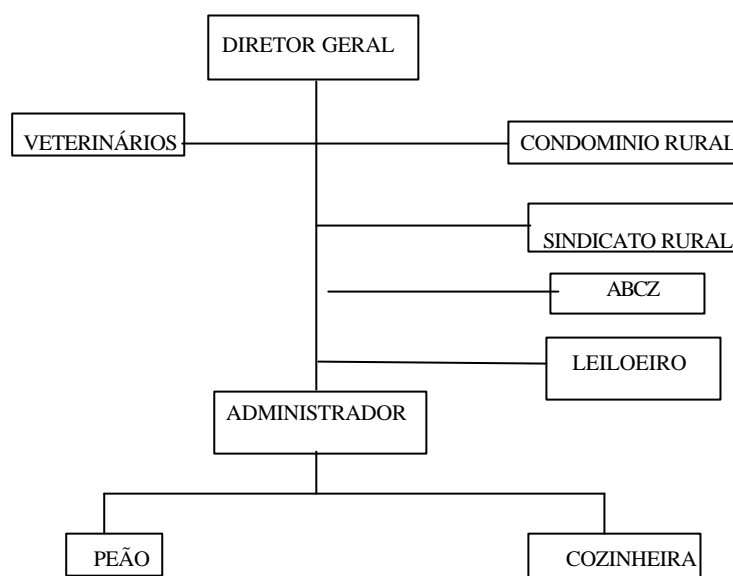 DIRETOR GERAL
VETERINÁRIOS
CONDOMINIO RURAL
SINDICATO RURAL
ABCZ
LEILOEIRO
ADMINISTRADOR
PEÃO
COZINHEIRA